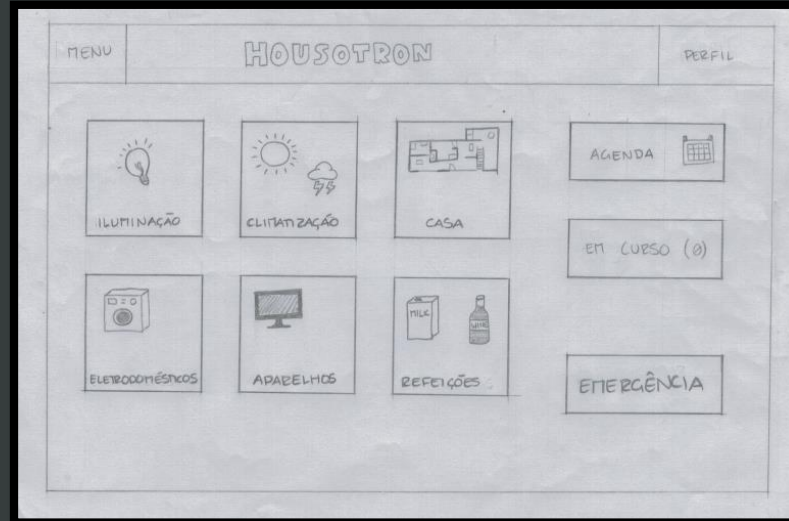 MENU
HOUSOTRON
PERFIL
ILUMINAÇÃO
CLIMATIZAÇÃO
CASA
AGENDA
EM CURSO (0)
ELETRODOMÉSTICOS
APARELHOS
MILK
REFEIÇÕES
EMERGÊNCIA